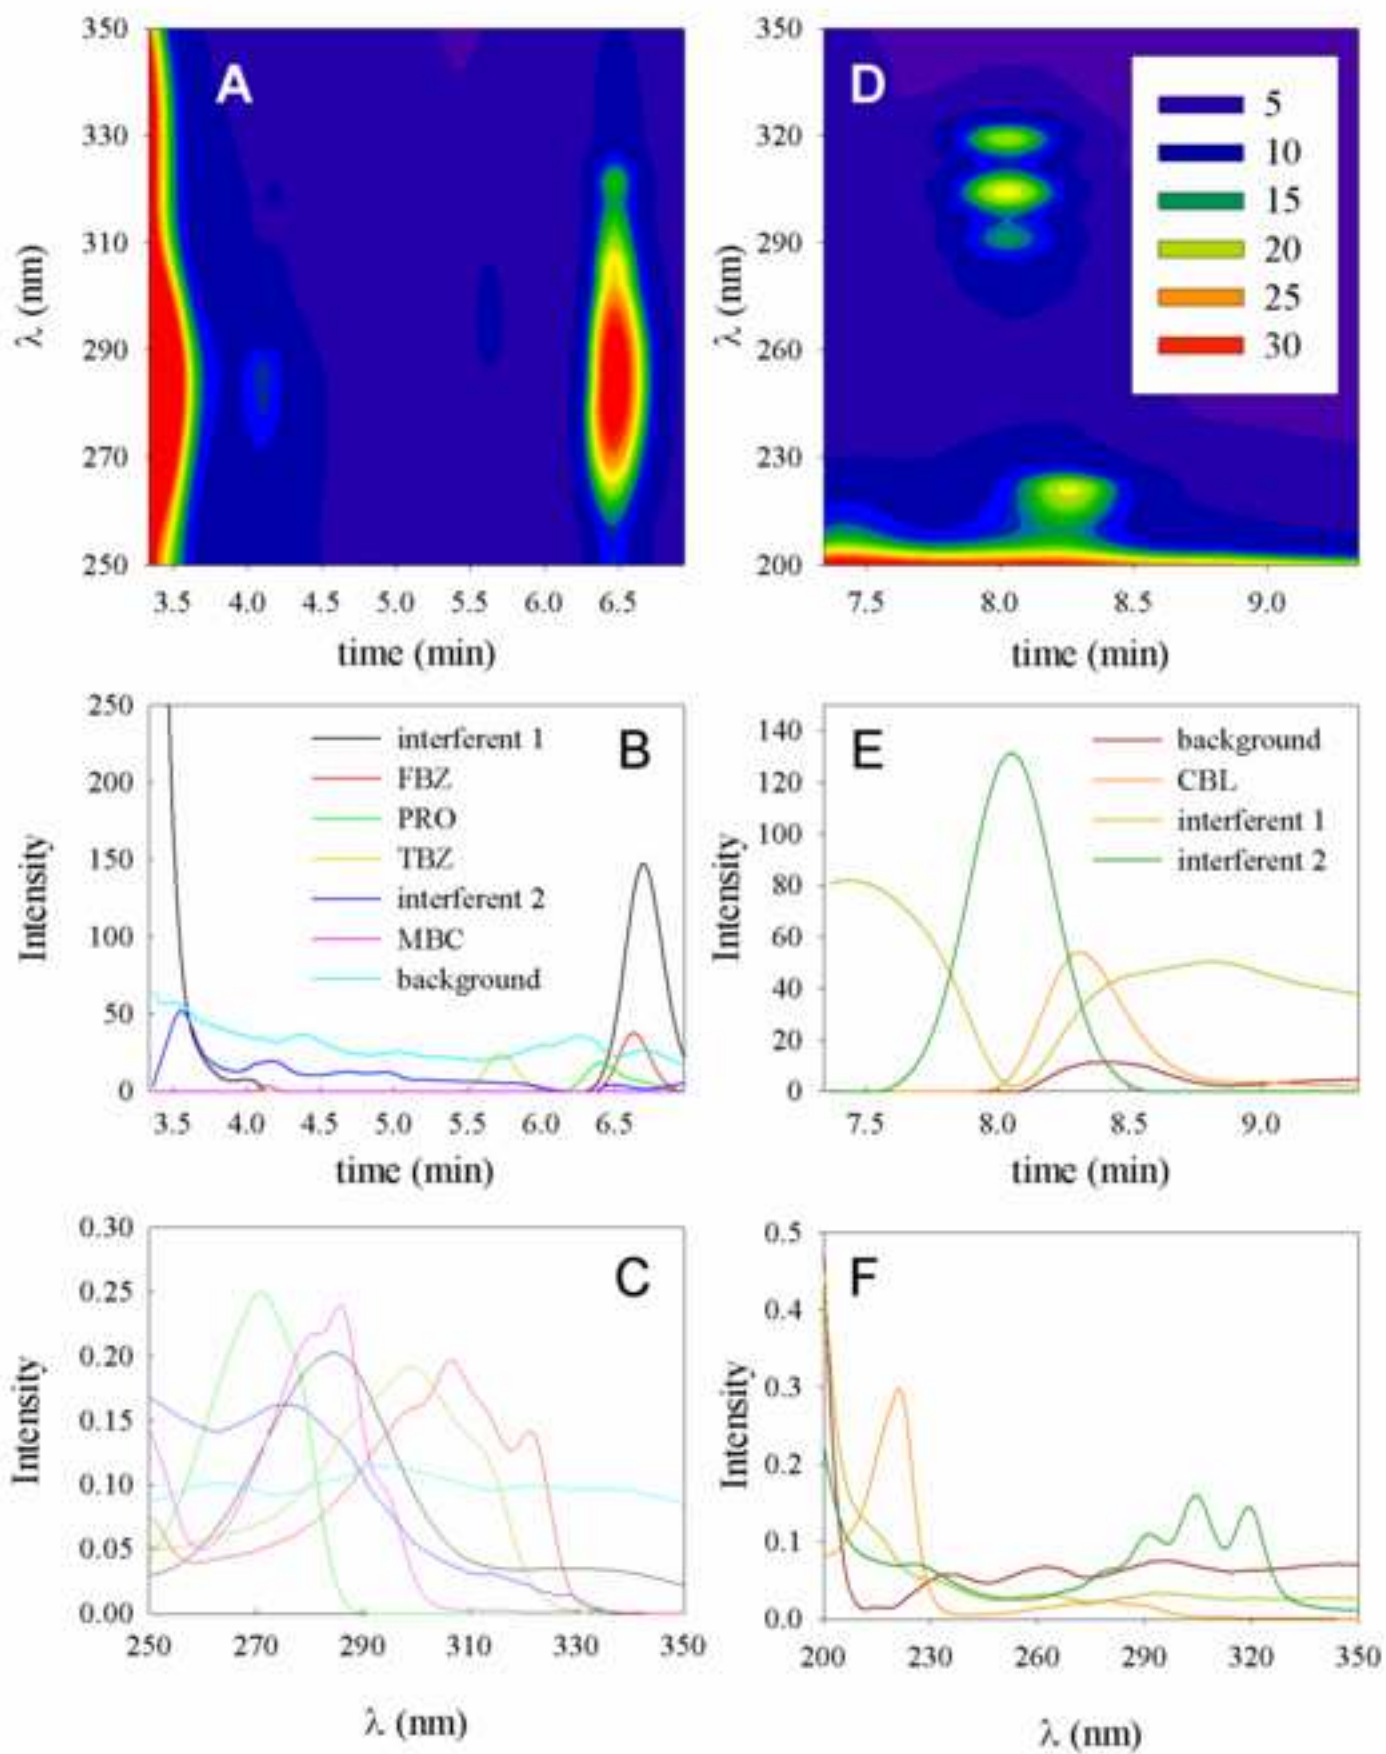 A
350
330
310
290
270
250
λ (nm)
3.5 4.0 4.5 5.0 5.5 6.0 6.5
time (min)
D
350
320
290
260
230
200
λ (nm)
5
10
15
20
25
30
7.5 8.0 8.5 9.0
time (min)
B
250
200
150
100
50
0
Intensity
interferent 1
FBZ
PRO
TBZ
interferent 2
MBC
background
3.5 4.0 4.5 5.0 5.5 6.0 6.5
time (min)
E
140
120
100
80
60
40
20
0
Intensity
background
CBL
interferent 1
interferent 2
7.5 8.0 8.5 9.0
time (min)
C
0.30
0.25
0.20
0.15
0.10
0.05
0.00
Intensity
250 270 290 310 330 350
λ (nm)
F
0.5
0.4
0.3
0.2
0.1
0.0
Intensity
200 230 260 290 320 350
λ (nm)